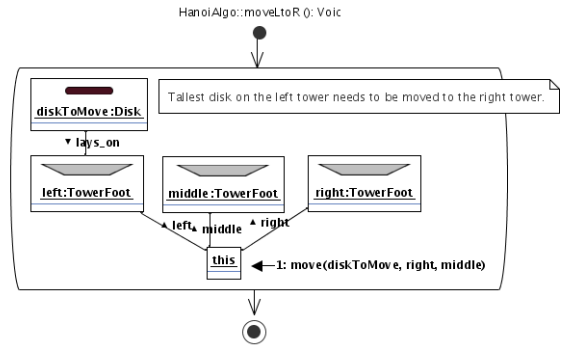 HanoiAlgo::moveLtoR (): Voic
Tallest disk on the left tower needs to be moved to the right tower.
diskToMove :Disk
lays_on
left:TowerFoot
middle:TowerFoot
right:TowerFoot
left
middle
right
this
1: move(diskToMove, right, middle)